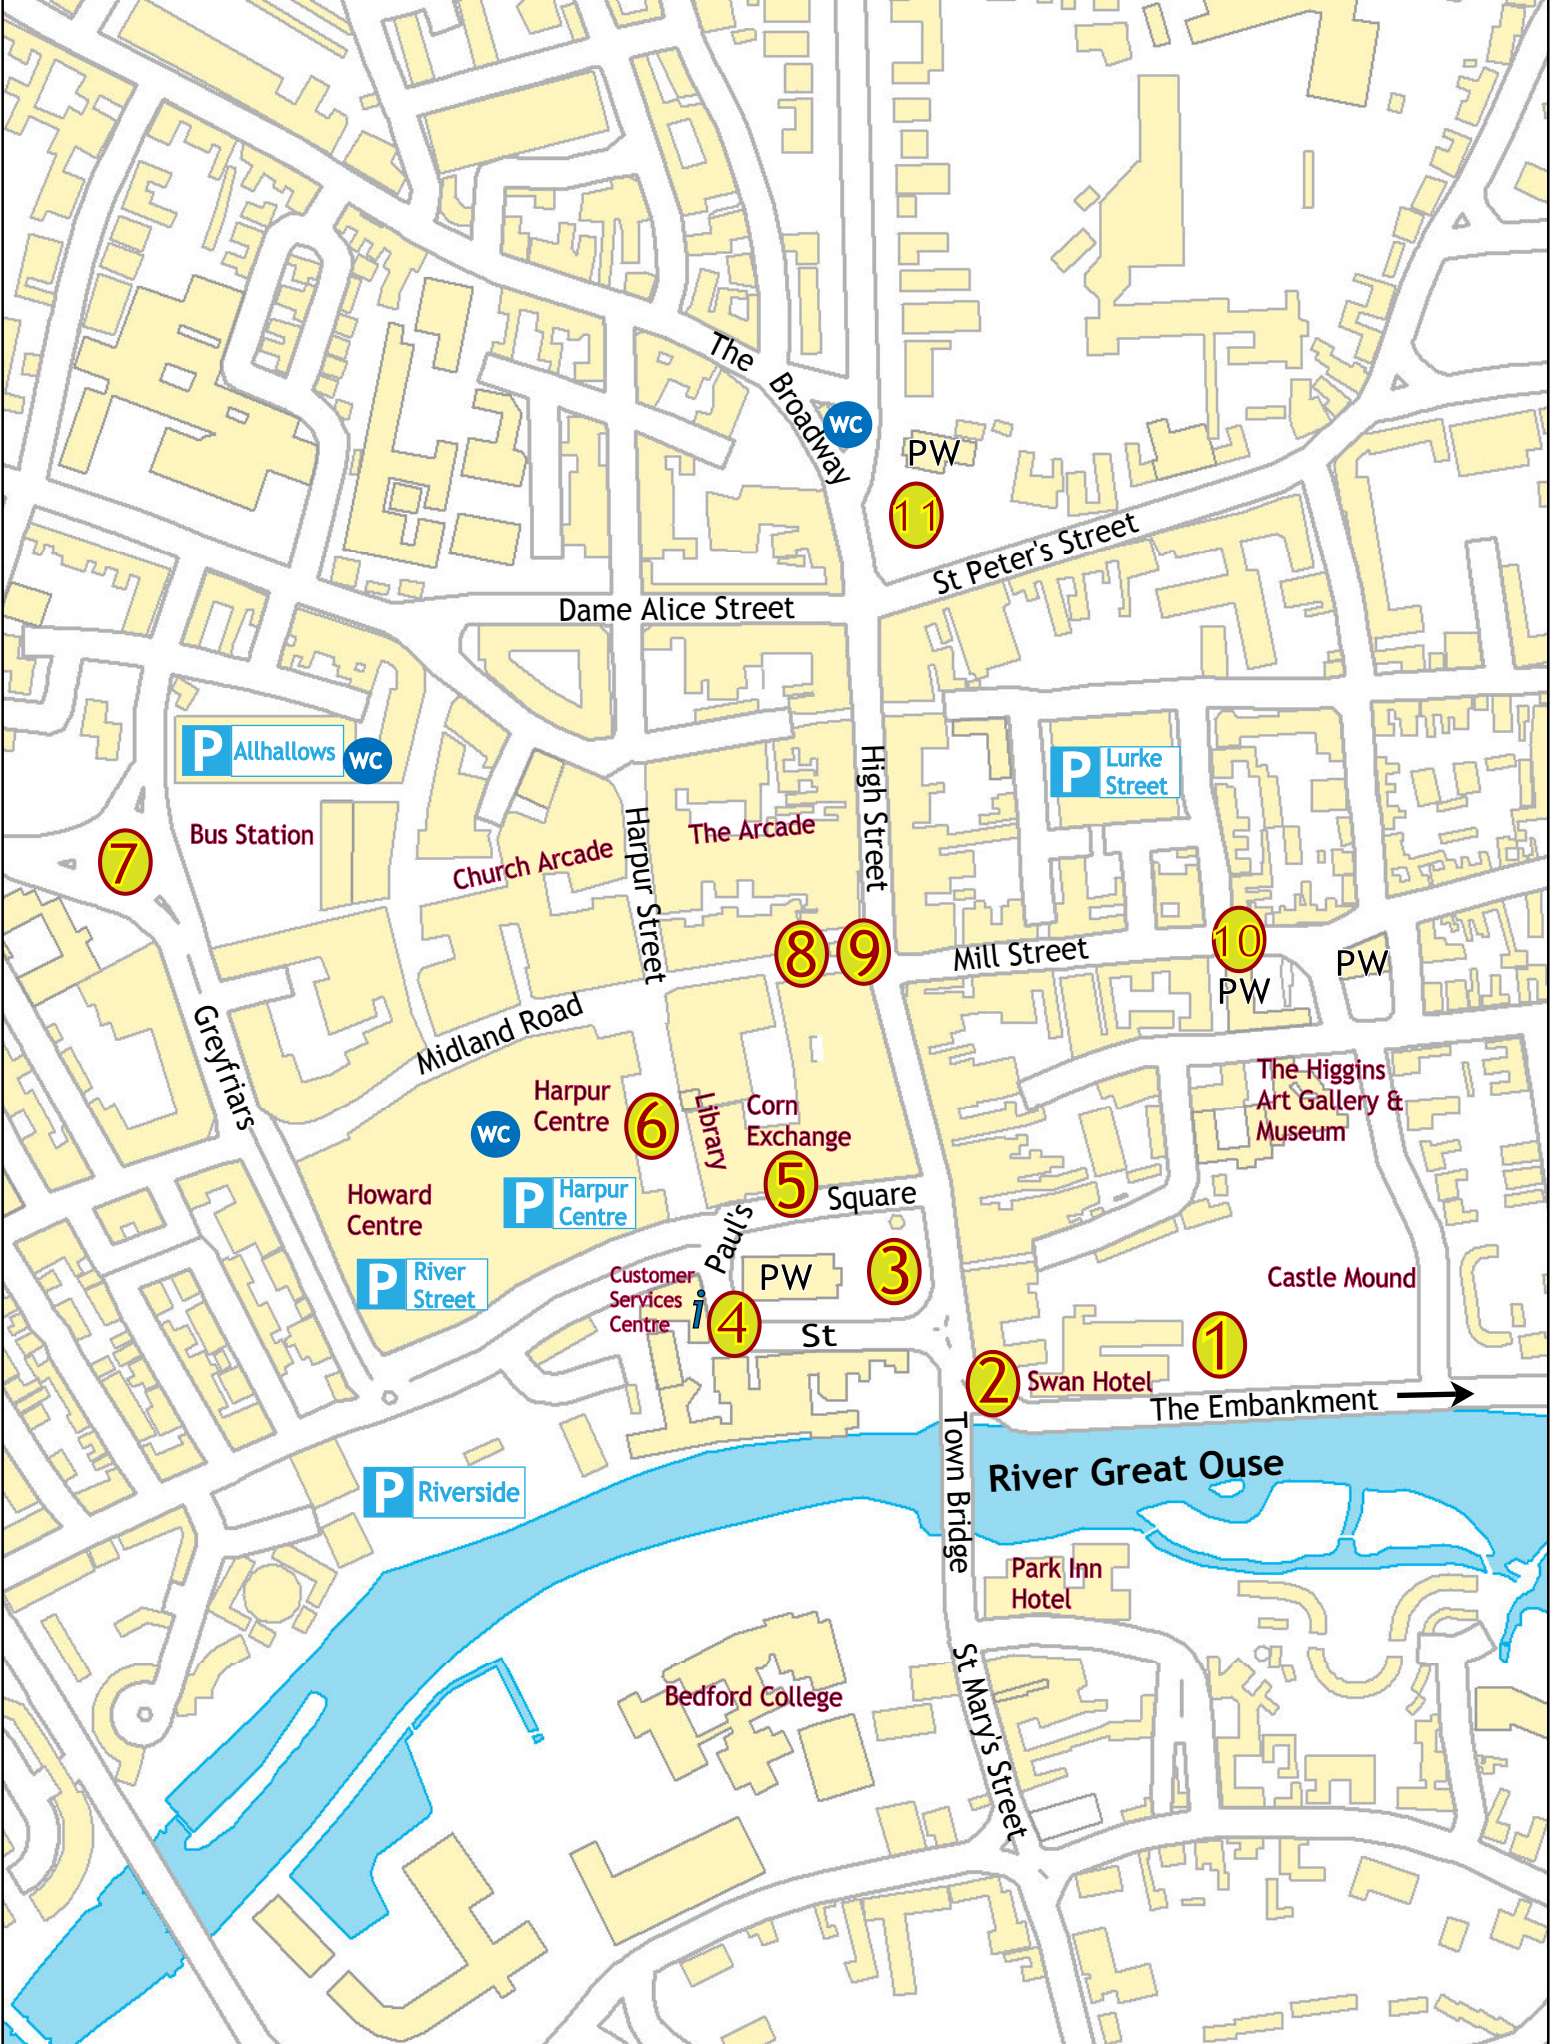 The Broadway
WC
PW
11
St Peter's Street
Dame Alice Street
P Allhallows
WC
High Street
P Lurke
Street
Bus Station
7
Church Arcade
Harpur Street
The Arcade
8
9
Mill Street
10
PW
PW
Greyfriars
Midland Road
Harpur
Centre
WC
6
Library
Corn
Exchange
The Higgins
Art Gallery &
Museum
5
Howard
Centre
P Harpur
Centre
Paul's
Square
P River
Street
Customer
Services
Centre
i
PW
3
4
St
Castle Mound
1
2
Swan Hotel
The Embankment
Town Bridge
River Great Ouse
P Riverside
Park Inn
Hotel
Bedford College
St Mary's Street